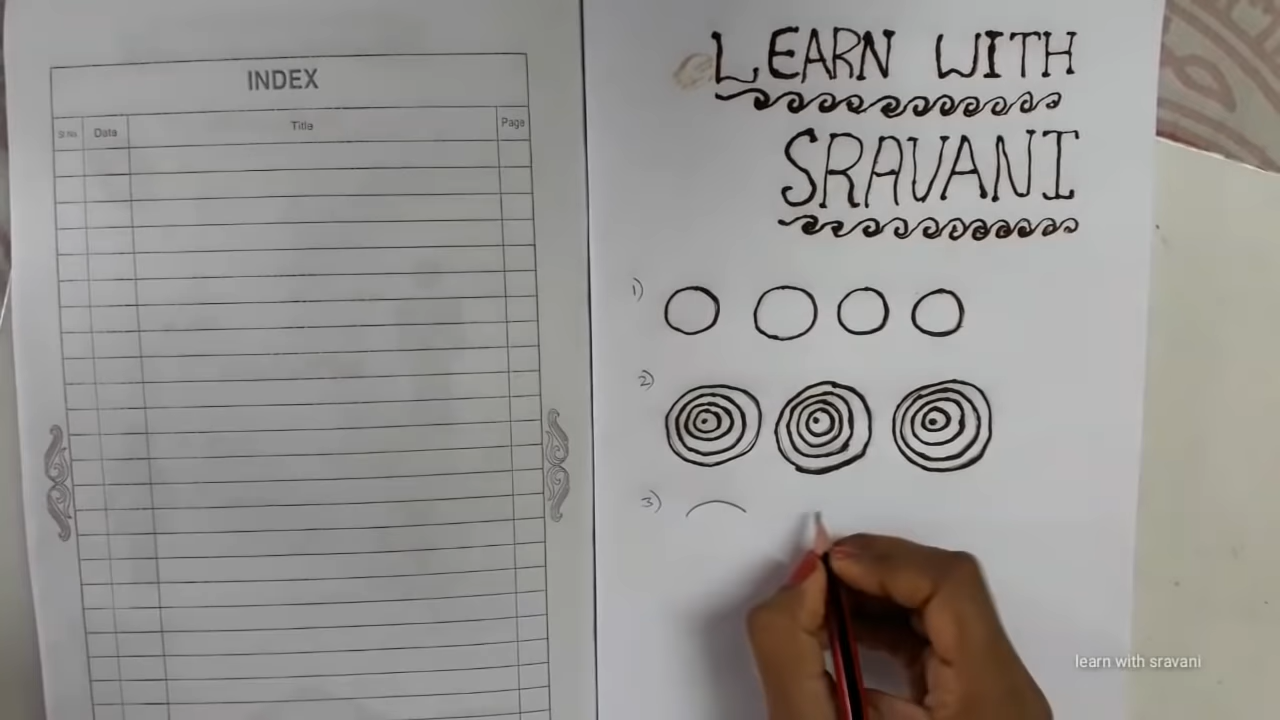 INDEX
Sl.No. Date Title Page
LEARN WITH
SRAVANI
1)
2)
3)
learn with sravani